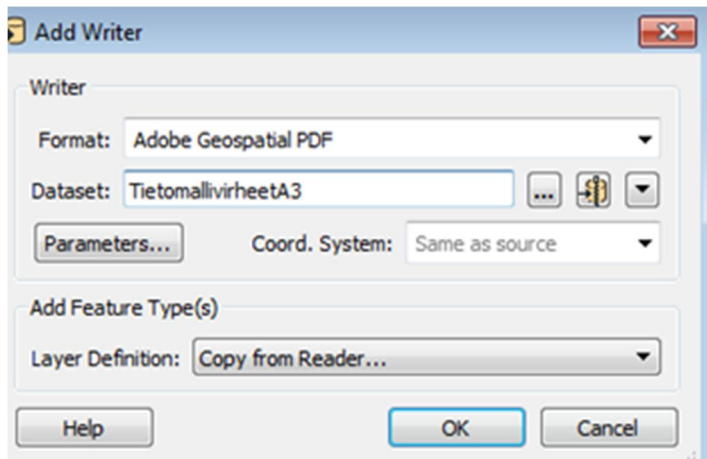 Add Writer
Writer
Format: Adobe Geospatial PDF
Dataset: TietomallivirheetA3 ...
Parameters... Coord. System: Same as source
Add Feature Type(s)
Layer Definition: Copy from Reader...
Help OK Cancel